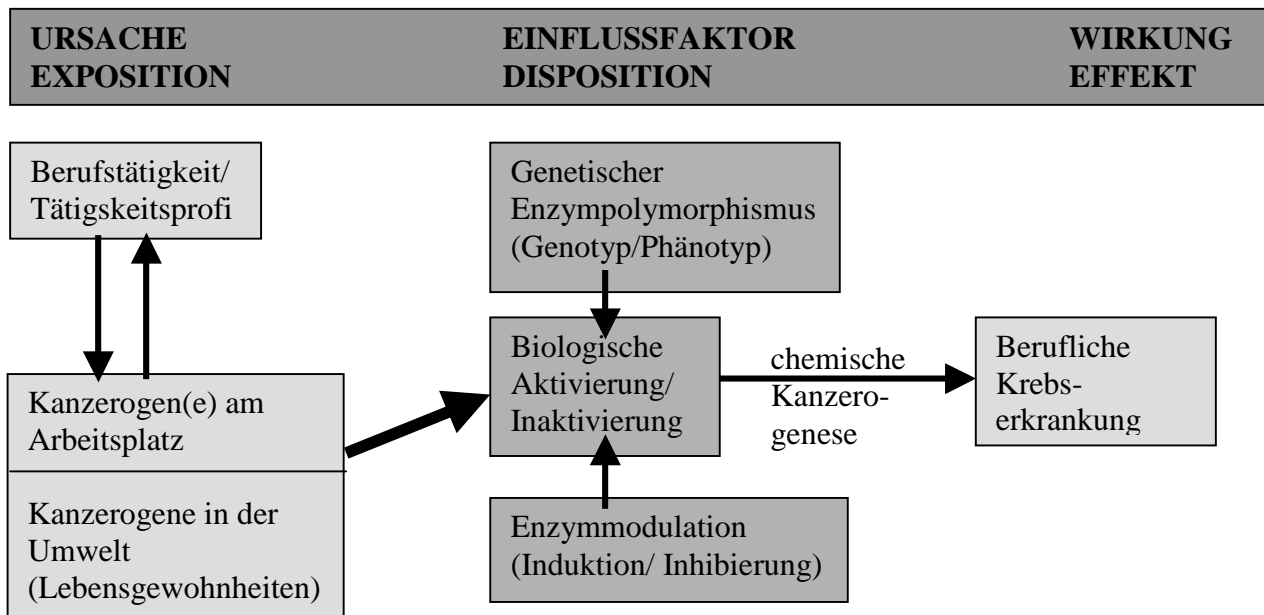 URSACHE
EXPOSITION
EINFLUSSFAKTOR
DISPOSITION
WIRKUNG
EFFEKT
Berufstätigkeit/
Tätigskeitsprofi
Kanzerogen(e) am
Arbeitsplatz
Kanzerogene in der
Umwelt
(Lebensgewohnheiten)
Genetischer
Enzympolymorphismus
(Genotyp/Phänotyp)
Biologische
Aktivierung/
Inaktivierung
Enzymmodulation
(Induktion/ Inhibierung)
chemische
Kanzero-
genese
Berufliche
Krebs-
erkrankung